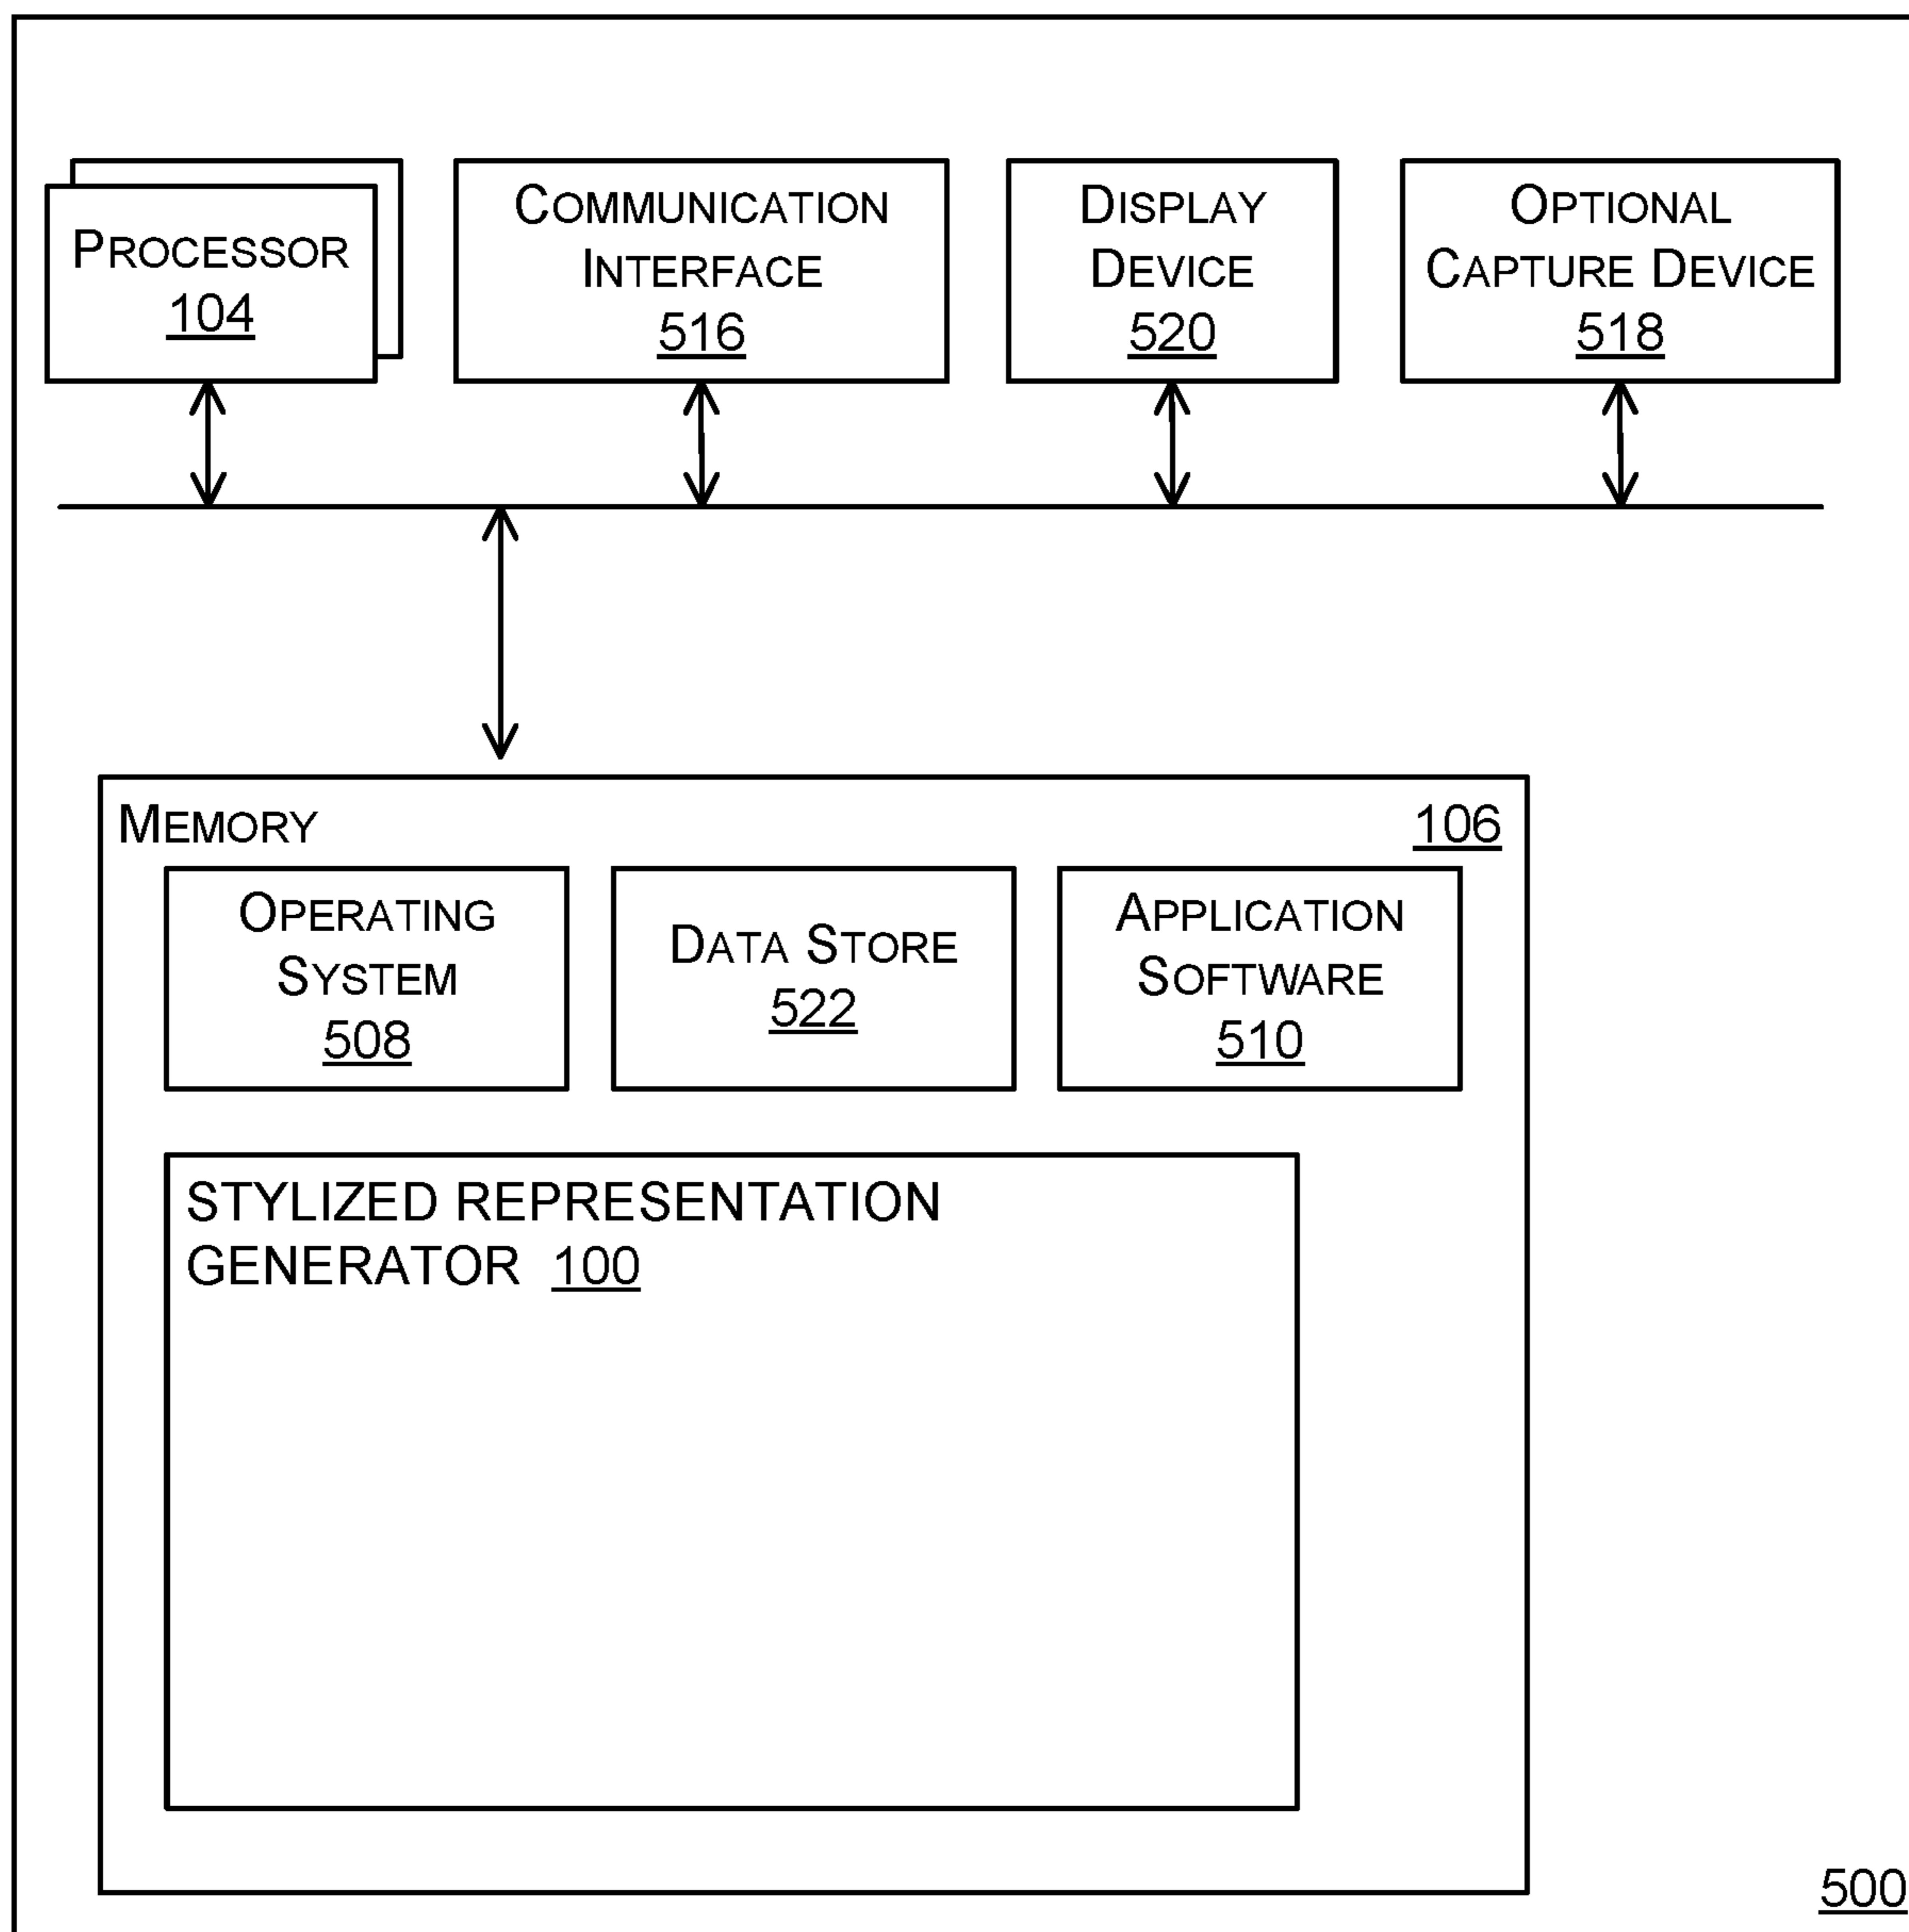 PROCESSOR
104
COMMUNICATION
INTERFACE
516
DISPLAY
DEVICE
520
OPTIONAL
CAPTURE DEVICE
518
MEMORY
106
OPERATING
SYSTEM
508
DATA STORE
522
APPLICATION
SOFTWARE
510
STYLIZED REPRESENTATION
GENERATOR 100
500